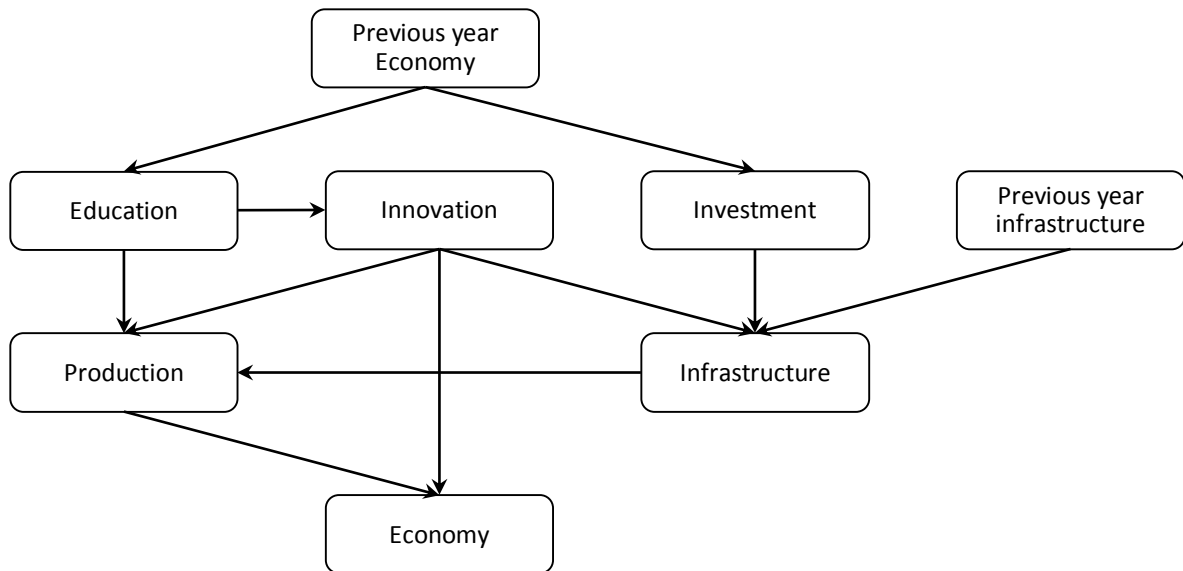 Previous year
Economy
Education
Innovation
Investment
Previous year
infrastructure
Production
Infrastructure
Economy